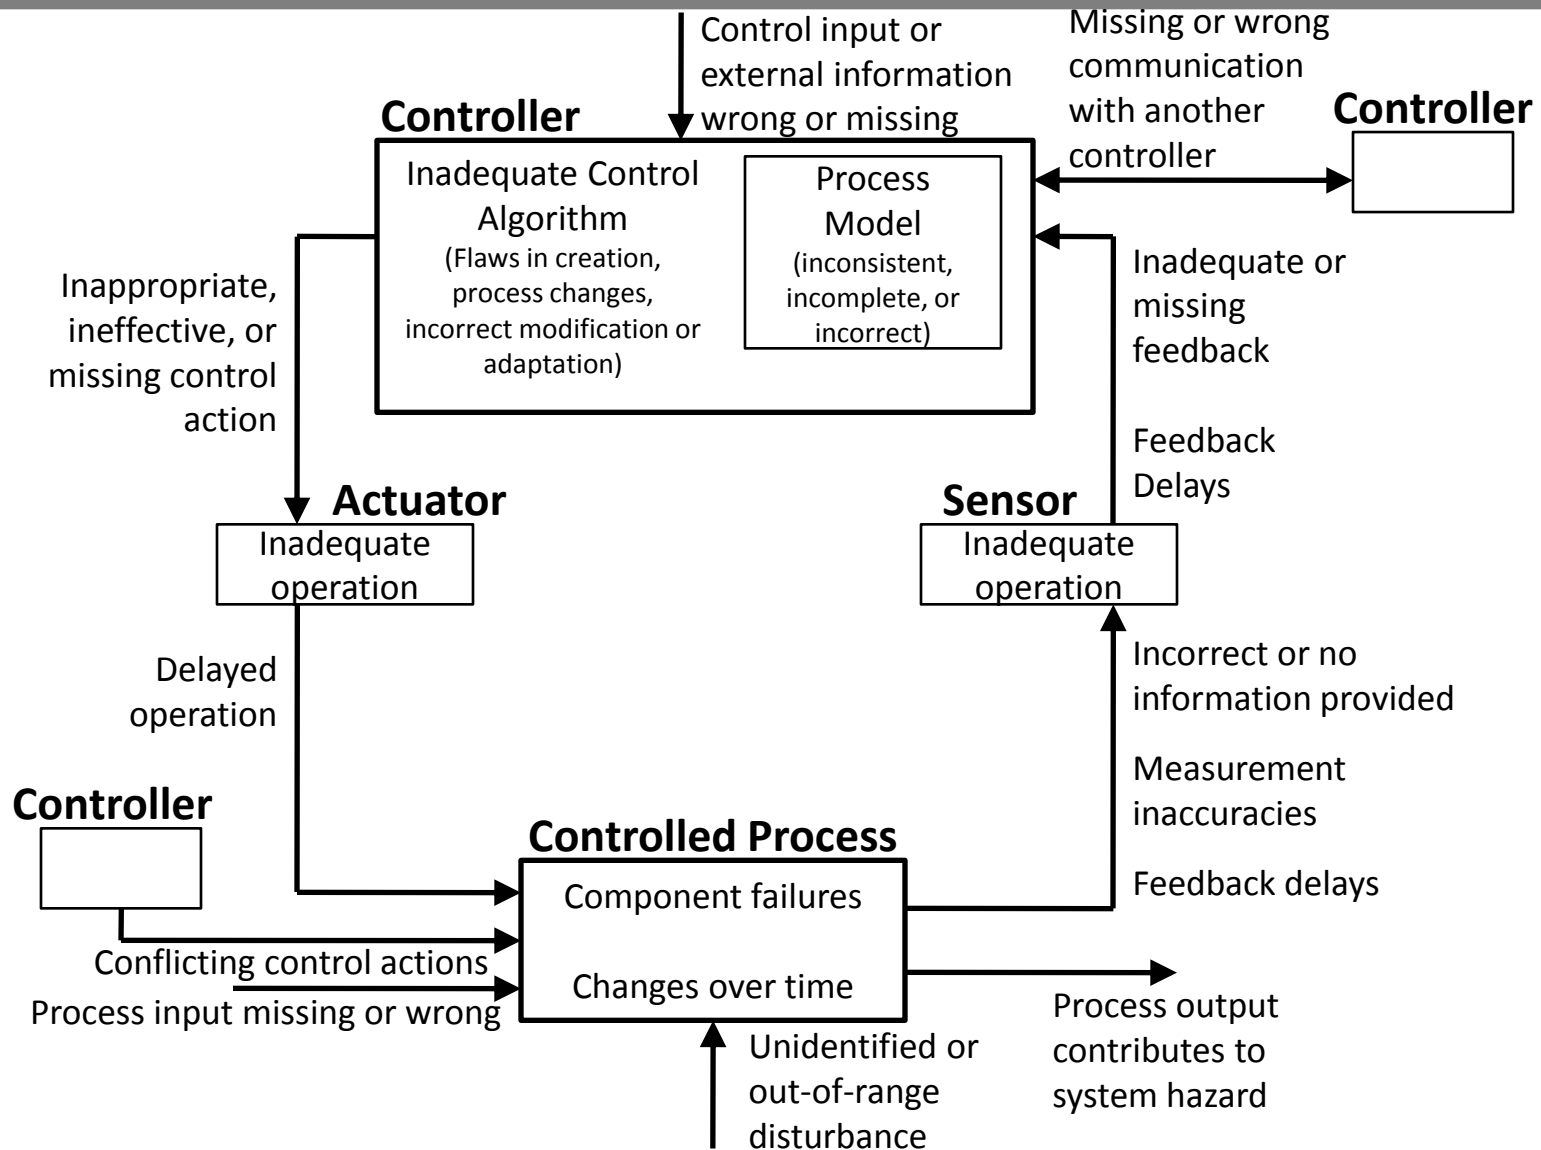 Control input or
external information
wrong or missing
Missing or wrong
communication
with another
controller
Controller
Controller
Inadequate Control
Algorithm
(Flaws in creation,
process changes,
incorrect modification or
adaptation)
Process
Model
(inconsistent,
incomplete, or
incorrect)
Inappropriate,
ineffective, or
missing control
action
Inadequate or
missing
feedback
Feedback
Delays
Actuator
Inadequate
operation
Sensor
Inadequate
operation
Delayed
operation
Incorrect or no
information provided
Measurement
inaccuracies
Feedback delays
Controller
Controlled Process
Component failures
Changes over time
Conflicting control actions
Process input missing or wrong
Unidentified or
out-of-range
disturbance
Process output
contributes to
system hazard